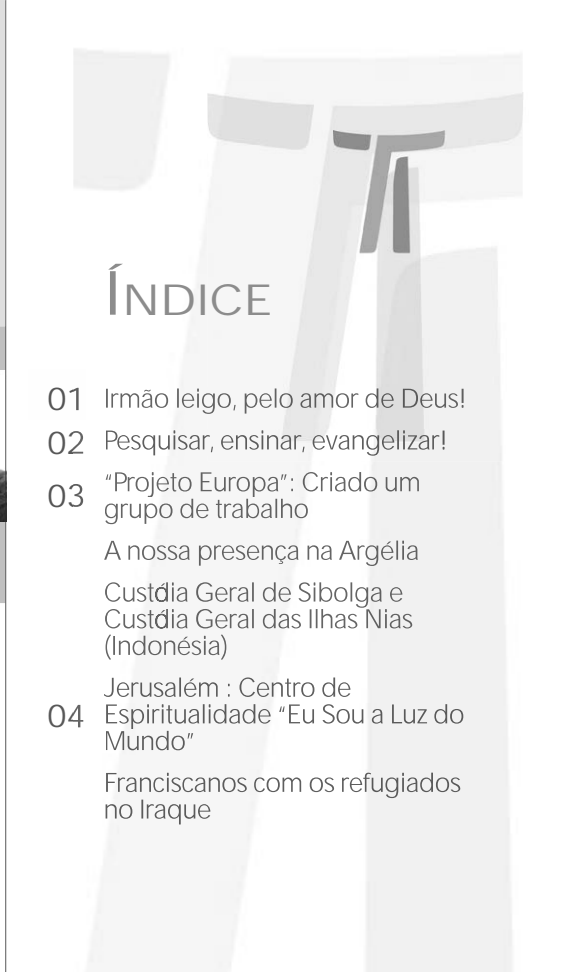 ÍNDICE
01 Irmão leigo, pelo amor de Deus!
02 Pesquisar, ensinar, evangelizar!
03 “Projeto Europa”: Criado um
grupo de trabalho
A nossa presença na Argélia
Custódia Geral de Sibolga e
Custódia Geral das Ilhas Nias
(Indonésia)
04 Jerusalém : Centro de
Espiritualidade “Eu Sou a Luz do
Mundo”
Franciscanos com os refugiados
no Iraque